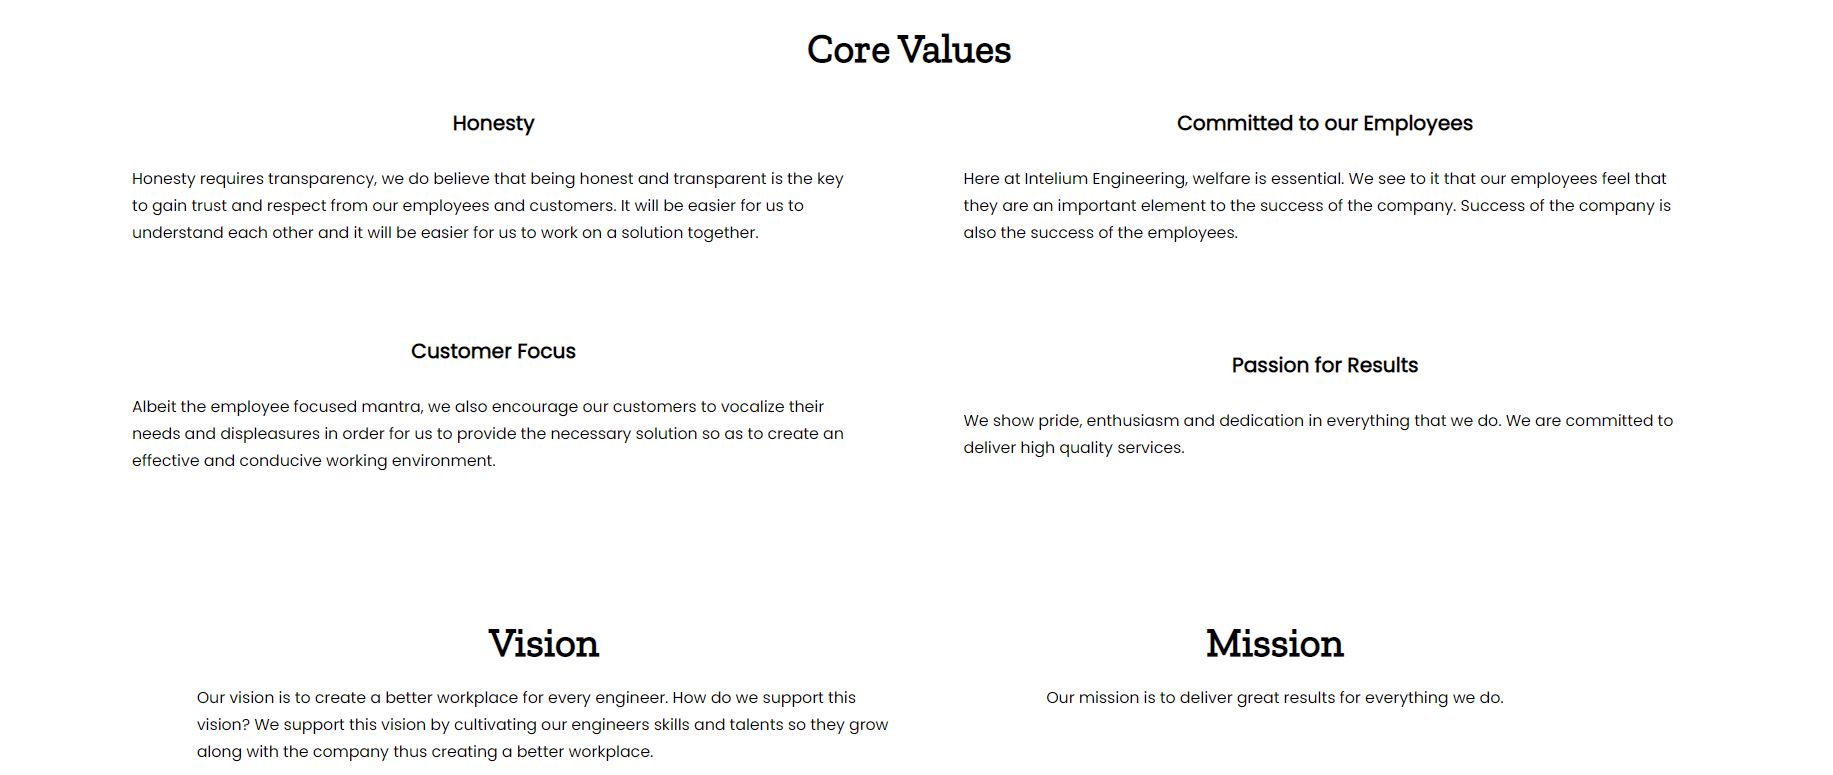 Core Values
Honesty
Honesty requires transparency, we do believe that being honest and transparent is the key
to gain trust and respect from our employees and customers. It will be easier for us to
understand each other and it will be easier for us to work on a solution together.
Committed to our Employees
Here at Intelium Engineering, welfare is essential. We see to it that our employees feel that
they are an important element to the success of the company. Success of the company is
also the success of the employees.
Customer Focus
Albeit the employee focused mantra, we also encourage our customers to vocalize their
needs and displeasures in order for us to provide the necessary solution so as to create an
effective and conducive working environment.
Passion for Results
We show pride, enthusiasm and dedication in everything that we do. We are committed to
deliver high quality services.
Vision
Our vision is to create a better workplace for every engineer. How do we support this
vision? We support this vision by cultivating our engineers skills and talents so they grow
along with the company thus creating a better workplace.
Mission
Our mission is to deliver great results for everything we do.